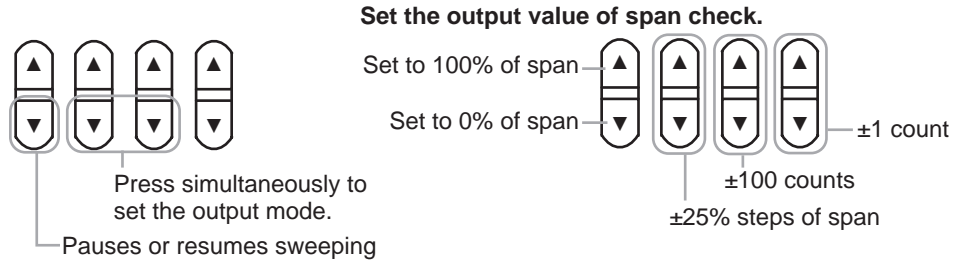 Set the output value of span check.
Set to 100% of span
Set to 0% of span
±1 count
±100 counts
±25% steps of span
Press simultaneously to
set the output mode.
Pauses or resumes sweeping